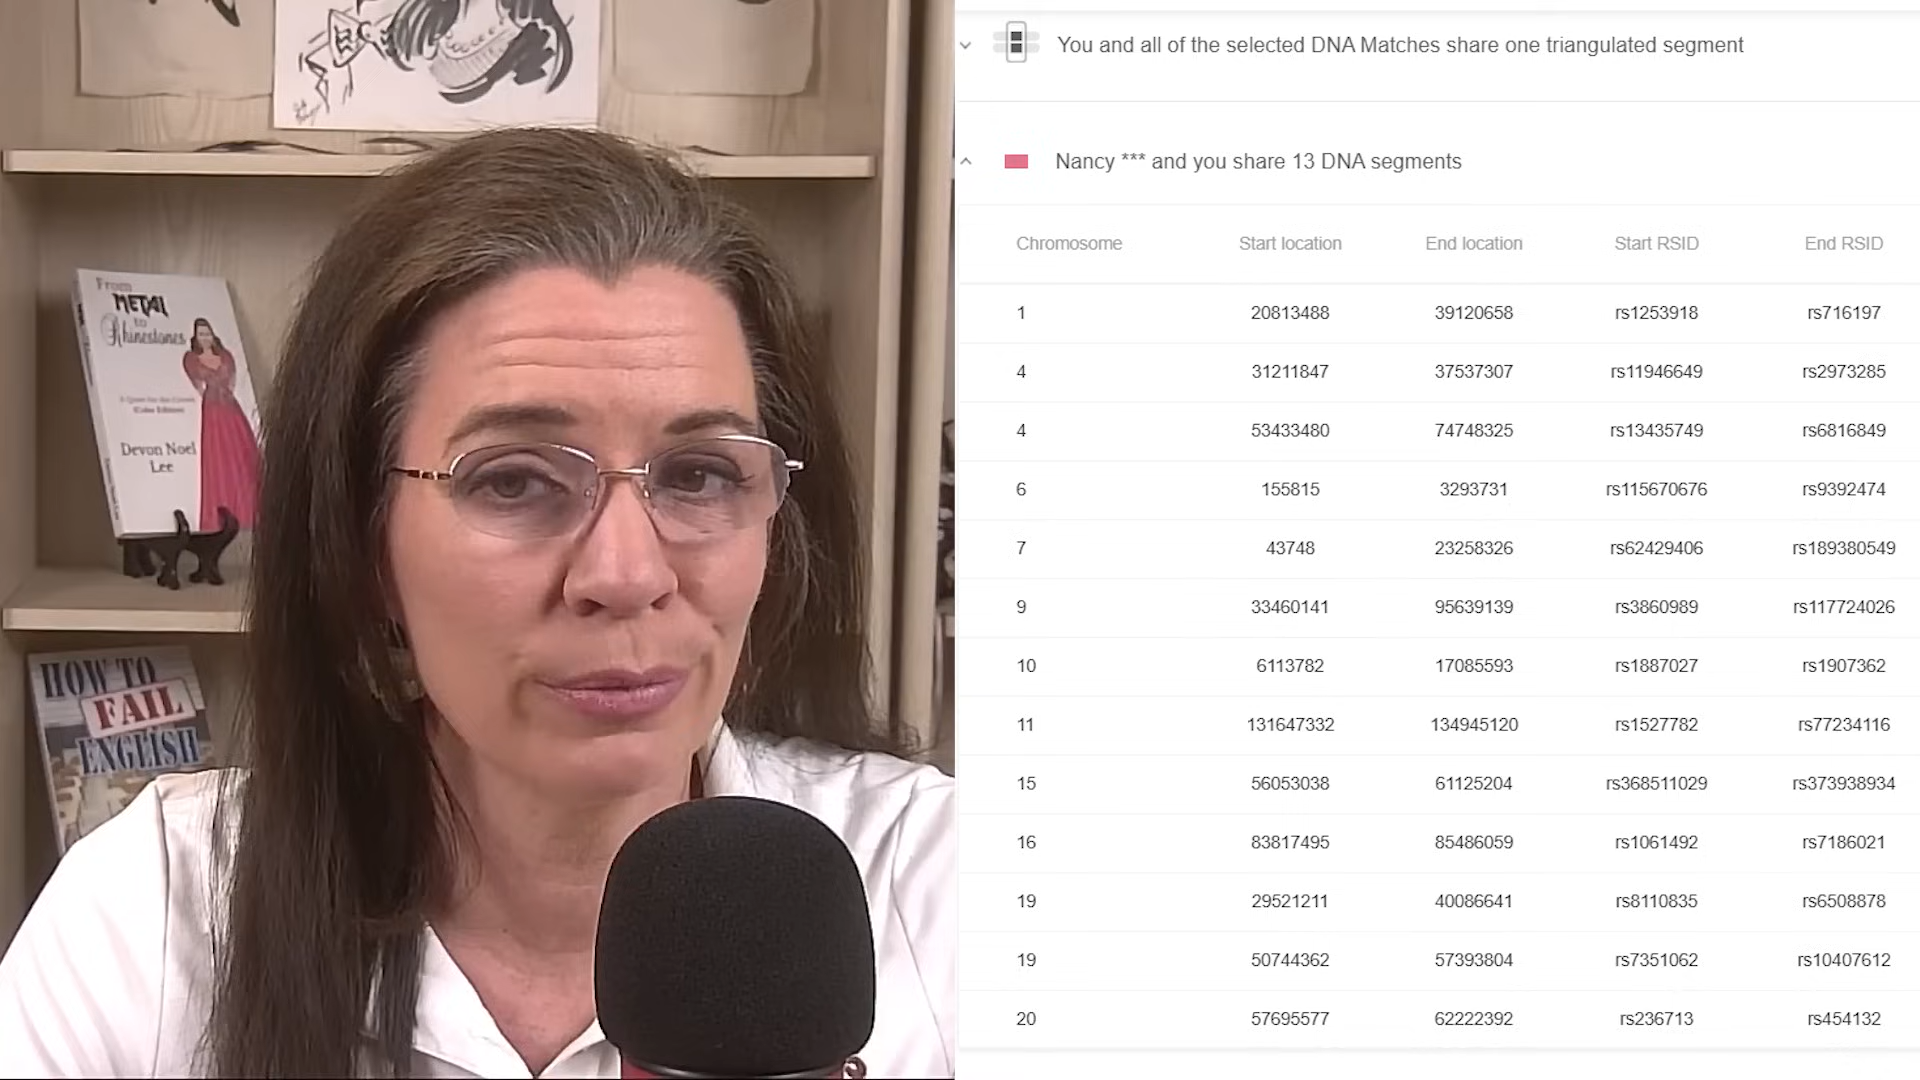 From
METAL
to
Rhinestones
Devon Noel
Lee
HOW TO
FAIL
ENGLISH
You and all of the selected DNA Matches share one triangulated segment
Nancy *** and you share 13 DNA segments
Chromosome Start location End location Start RSID End RSID
1 20813488 39120658 rs1253918 rs716197
4 31211847 37537307 rs11946649 rs2973285
4 53433480 74748325 rs13435749 rs6816849
6 155815 3293731 rs115670676 rs9392474
7 43748 23258326 rs62429406 rs189380549
9 33460141 95639139 rs3860989 rs117724026
10 6113782 17085593 rs1887027 rs1907362
11 131647332 134945120 rs1527782 rs77234116
15 56053038 61125204 rs368511029 rs373938934
16 83817495 85486059 rs1061492 rs7186021
19 29521211 40086641 rs8110835 rs6508878
19 50744362 57393804 rs7351062 rs10407612
20 57695577 62222392 rs236713 rs454132